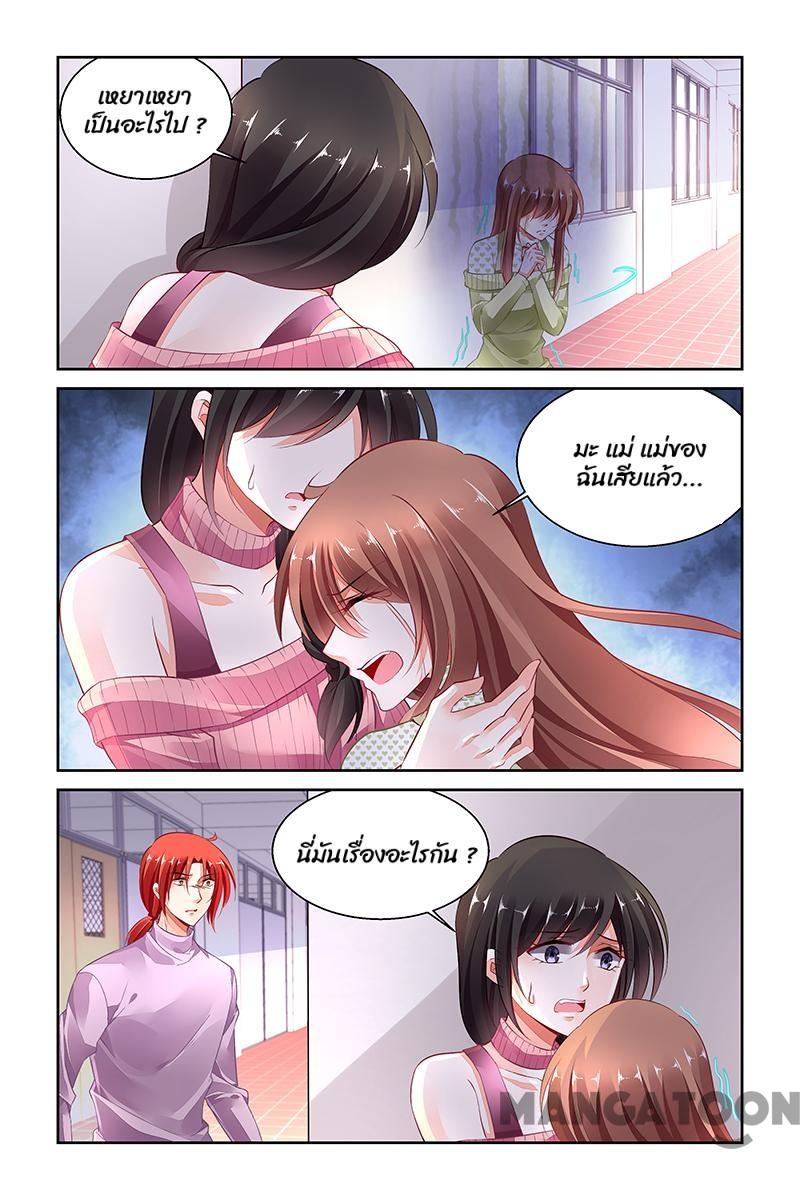 เหยาเหยา
เป็นอะไรไป ?
มะ แม่ แม่ของ
ฉันเสียแล้ว...
นี่มันเรื่องอะไรกัน ?
MANGATOON